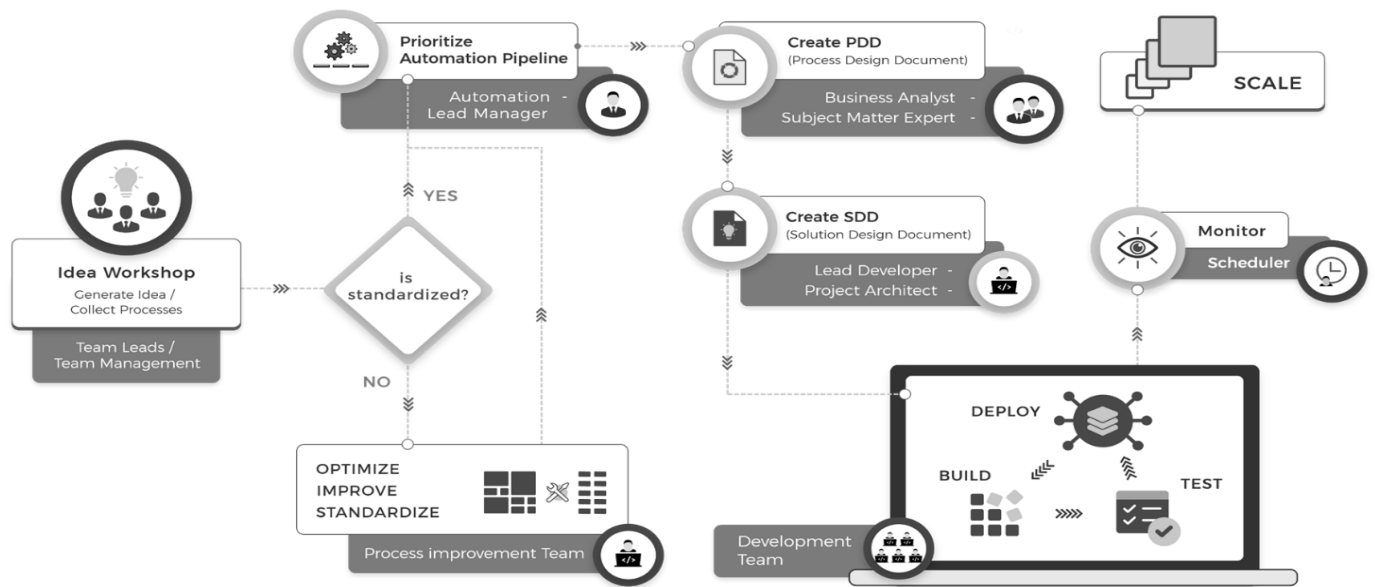 Idea Workshop
Generate Idea /
Collect Processes
Team Leads /
Team Management
is
standardized?
YES
NO
OPTIMIZE
IMPROVE
STANDARDIZE
Process improvement Team
Prioritize
Automation Pipeline
Automation -
Lead Manager
Create PDD
(Process Design Document)
Business Analyst -
Subject Matter Expert -
Create SDD
(Solution Design Document)
Lead Developer -
Project Architect -
DEPLOY
BUILD
TEST
Development
Team
Monitor
Scheduler
SCALE